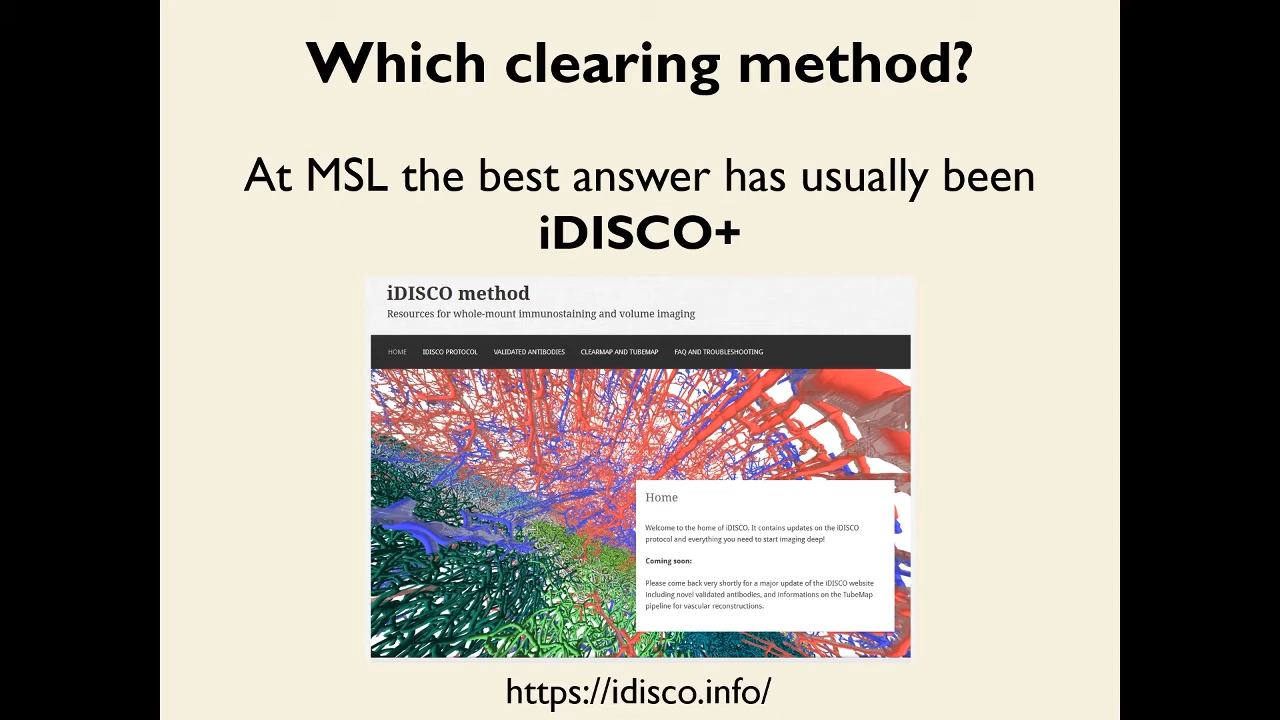 Which clearing method?
At MSL the best answer has usually been
iDISCO+
iDISCO method
Resources for whole-mount immunostaining and volume imaging
HOME IDISCO PROTOCOL VALIDATED ANTIBODIES CLEARMAP AND TUBEMAP FAQ AND TROUBLESHOOTING
Home
Welcome to the home of iDISCO. It contains updates on the iDISCO
protocol and everything you need to start imaging deep!
Coming soon:
Please come back very shortly for a major update of the iDISCO website
including novel validated antibodies, and informations on the TubeMap
pipeline for vascular reconstructions.
https://idisco.info/